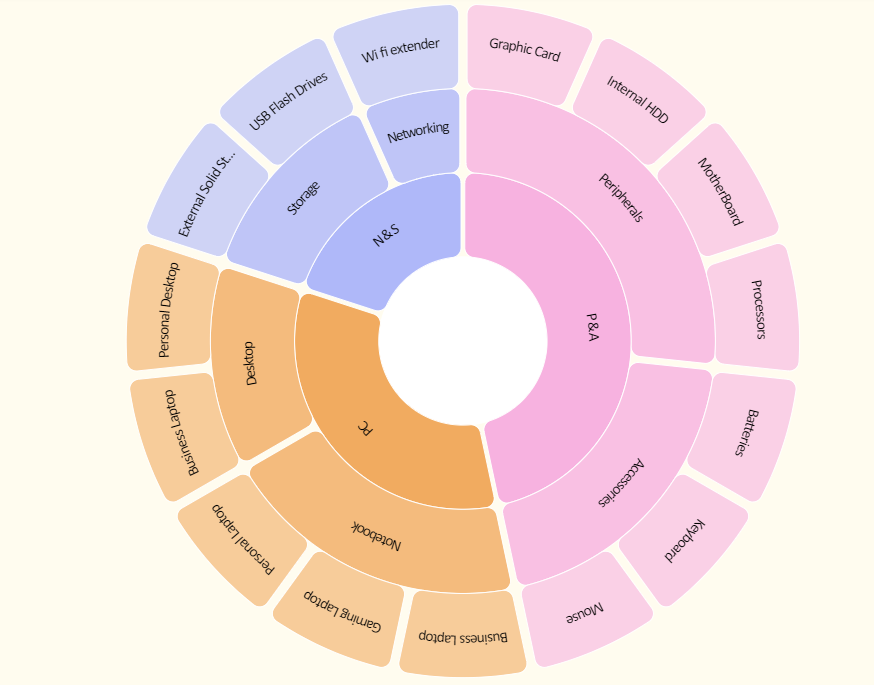 P&A
Peripherals
Graphic Card
Internal HDD
MotherBoard
Processors
Accessories
Batteries
Keyboard
Mouse
PC
Notebook
Business Laptop
Gaming Laptop
Personal Laptop
Desktop
Business Laptop
Personal Desktop
N&S
Storage
External Solid St...
USB Flash Drives
Networking
Wi fi extender